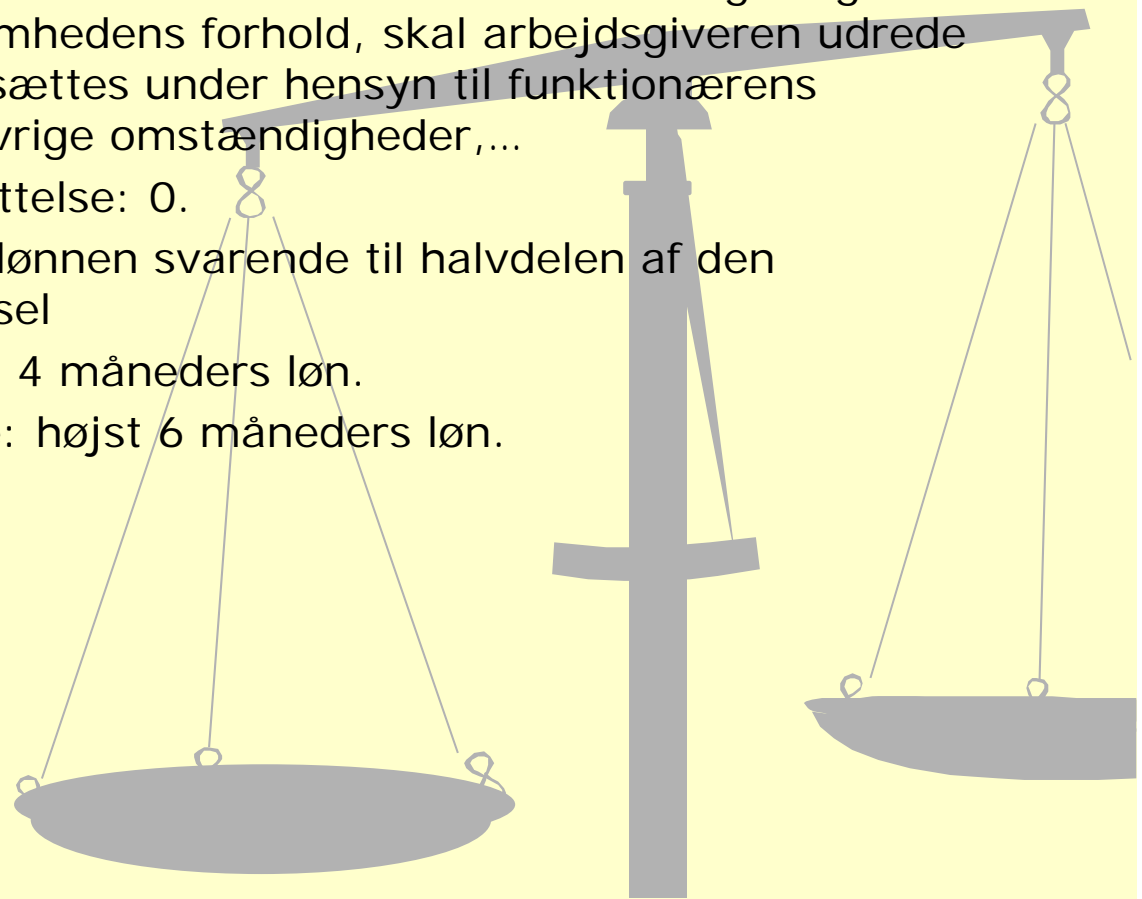 mhedens forhold, skal arbejdsgiveren udrede
sættes under hensyn til funktionærens
vrige omstændigheder,...
ttelse: 0.
lønnen svarende til halvdelen af den
sel
4 måneders løn.
: højst 6 måneders løn.